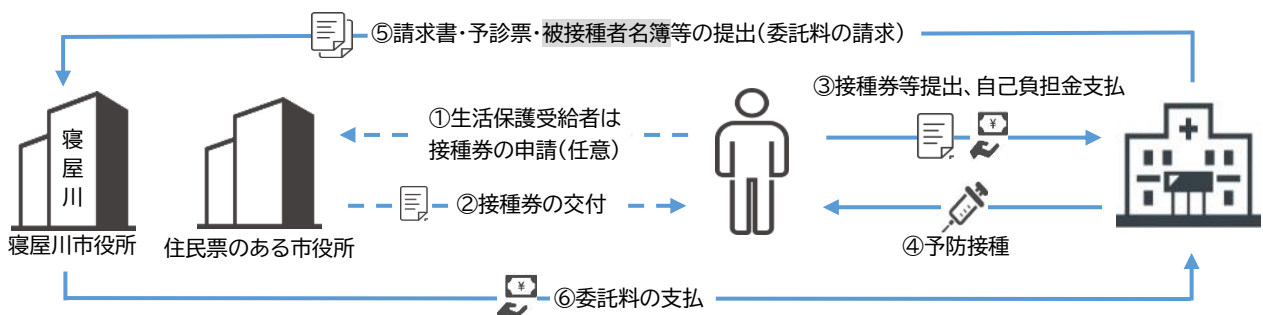 ⑤請求書・予診票・被接種者名簿等の提出(委託料の請求)
③接種券等提出、自己負担金支払
①生活保護受給者は
接種券の申請(任意)
寝屋川
②接種券の交付
④予防接種
寝屋川市役所
住民票のある市役所
⑥委託料の支払